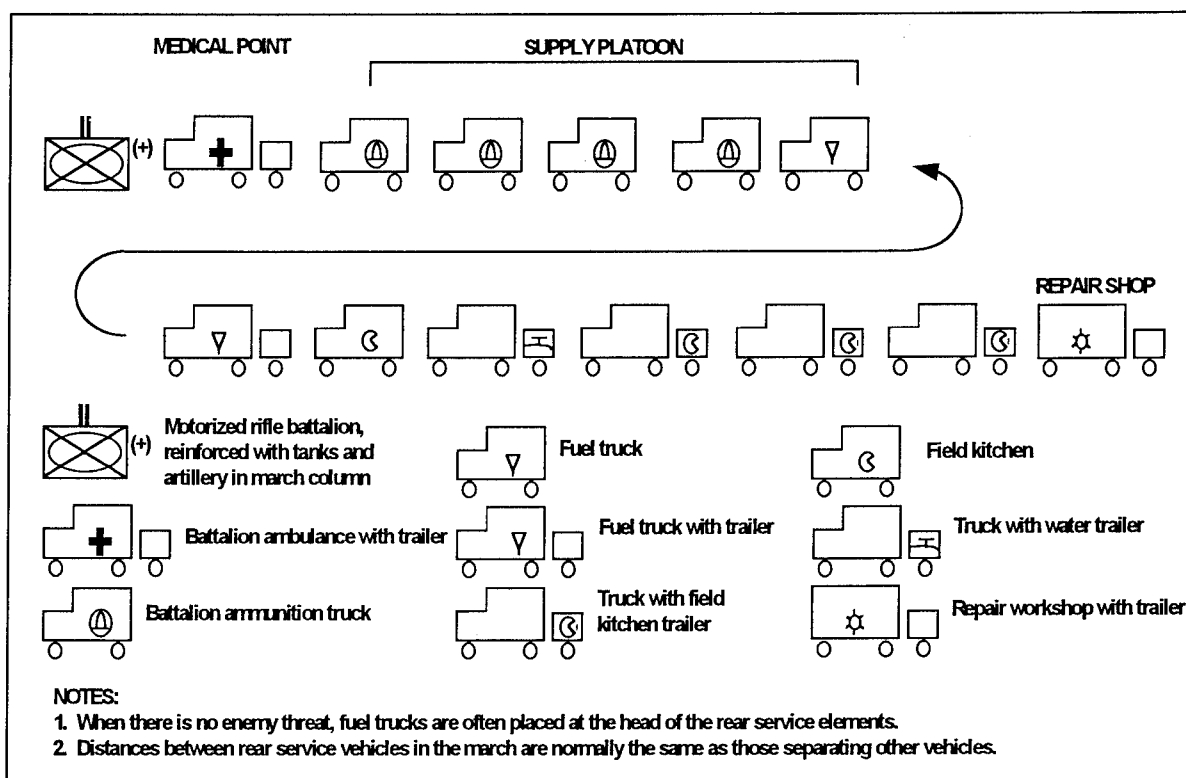 MEDICAL POINT
SUPPLY PLATOON
(+)
REPAIR SHOP
(+)
Motorized rifle battalion,
reinforced with tanks and
artillery in march column
Fuel truck
Field kitchen
Battalion ambulance with trailer
Fuel truck with trailer
Truck with water trailer
Battalion ammunition truck
Truck with field
kitchen trailer
Repair workshop with trailer
NOTES:
1. When there is no enemy threat, fuel trucks are often placed at the head of the rear service elements.
2. Distances between rear service vehicles in the march are normally the same as those separating other vehicles.